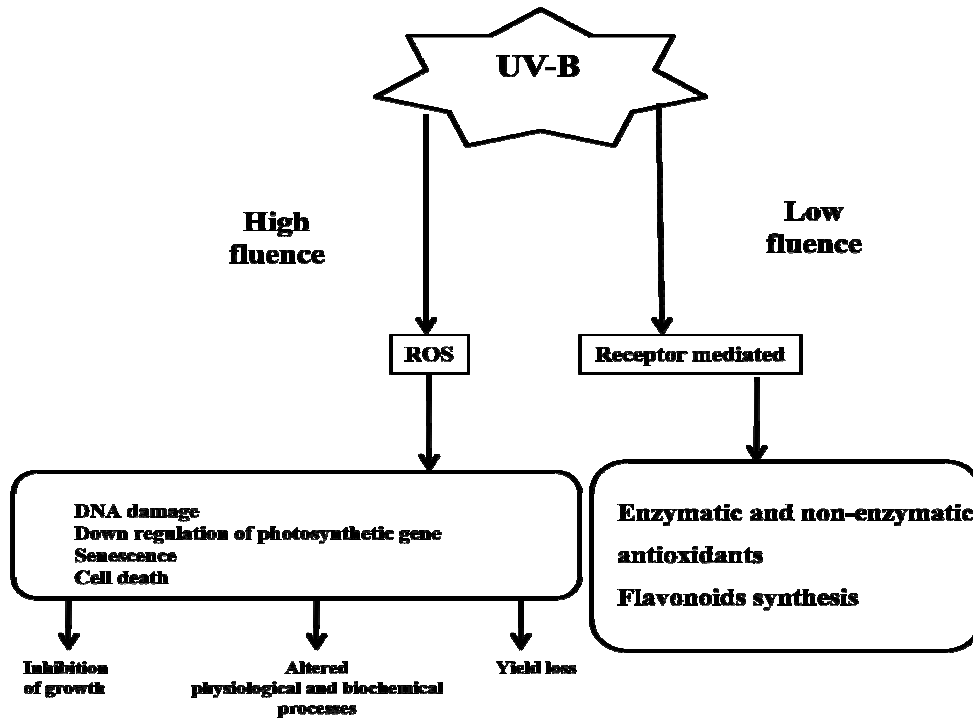 UV-B
High
fluence
Low
fluence
ROS
Receptor mediated
DNA damage
Down regulation of photosynthetic gene
Senescence
Cell death
Enzymatic and non-enzymatic
antioxidants
Flavonoids synthesis
Inhibition
of growth
Altered
physiological and biochemical
processes
Yield loss